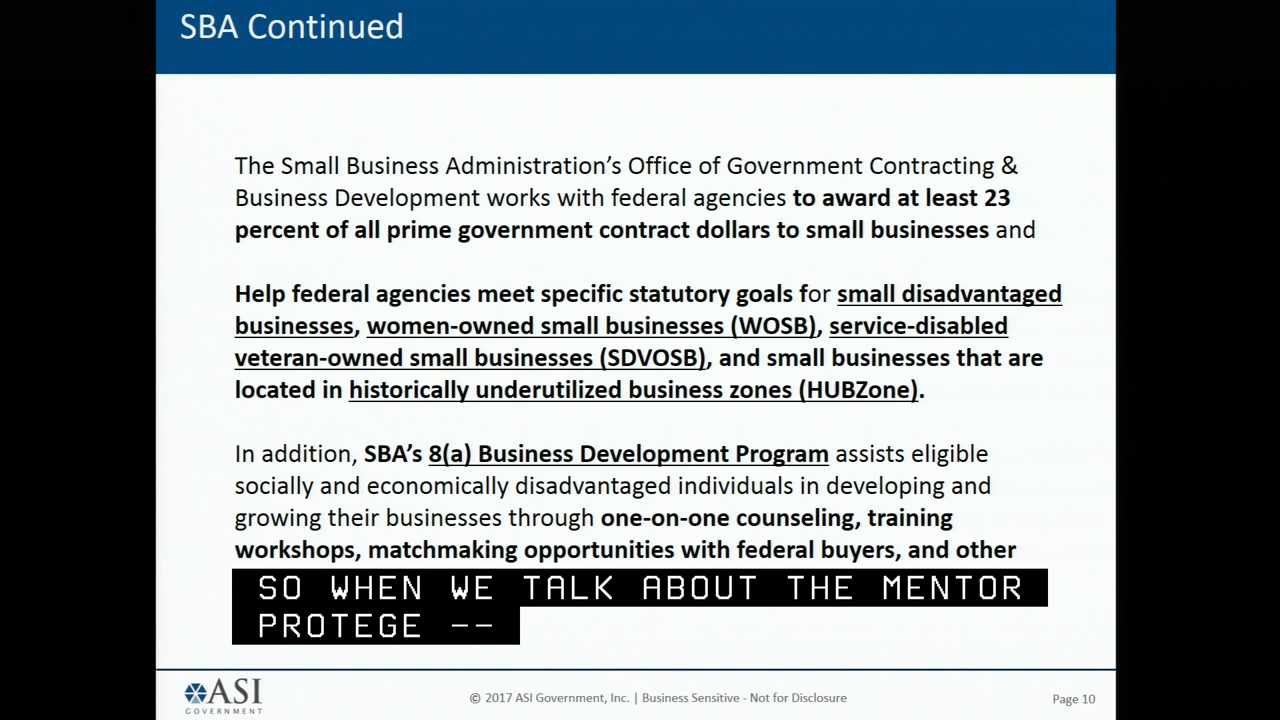 SBA Continued
The Small Business Administration’s Office of Government Contracting &
Business Development works with federal agencies to award at least 23
percent of all prime government contract dollars to small businesses and
Help federal agencies meet specific statutory goals for small disadvantaged
businesses, women-owned small businesses (WOSB), service-disabled
veteran-owned small businesses (SDVOSB), and small businesses that are
located in historically underutilized business zones (HUBZone).
In addition, SBA’s 8(a) Business Development Program assists eligible
socially and economically disadvantaged individuals in developing and
growing their businesses through one-on-one counseling, training
workshops, matchmaking opportunities with federal buyers, and other
SO WHEN WE TALK ABOUT THE MENTOR
PROTEGE --
ASI
GOVERNMENT
© 2017 ASI Government, Inc. | Business Sensitive - Not for Disclosure
Page 10